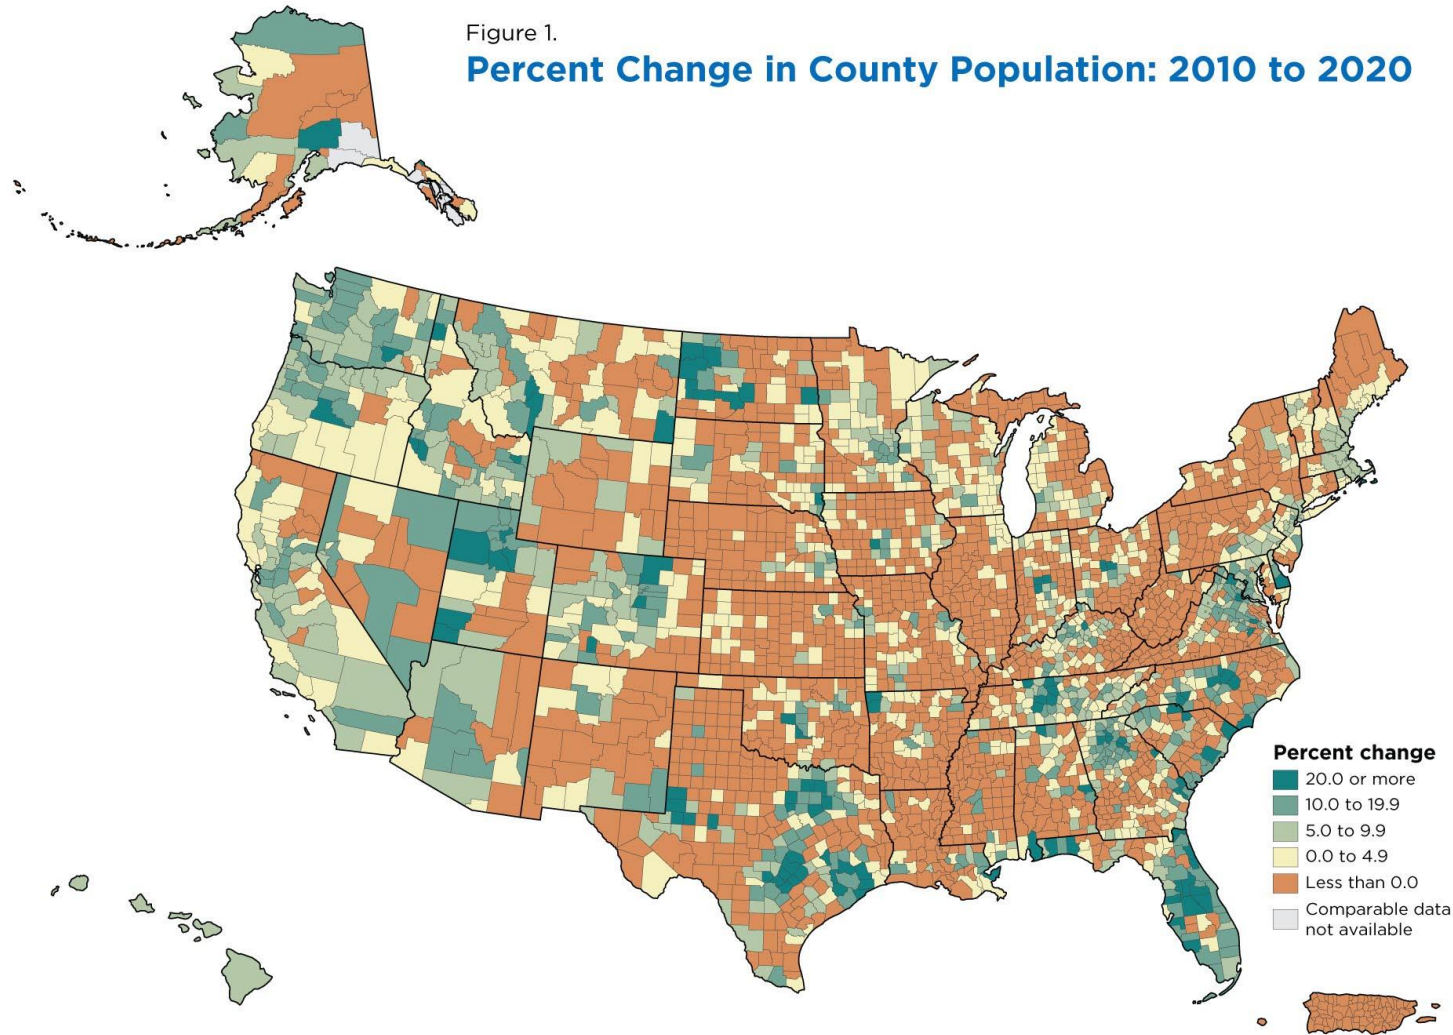 Figure 1.
Percent Change in County Population: 2010 to 2020
Percent change
20.0 or more
10.0 to 19.9
5.0 to 9.9
0.0 to 4.9
Less than 0.0
Comparable data
not available